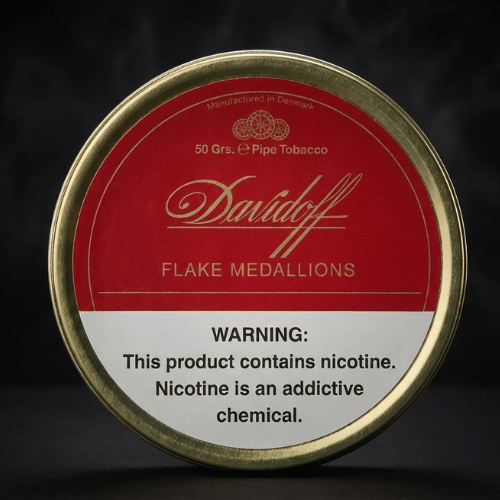 Manufactured in Denmark
50 Grs. ℮ Pipe Tobacco
Davidoff
FLAKE MEDALLIONS
WARNING:
This product contains nicotine.
Nicotine is an addictive
chemical.